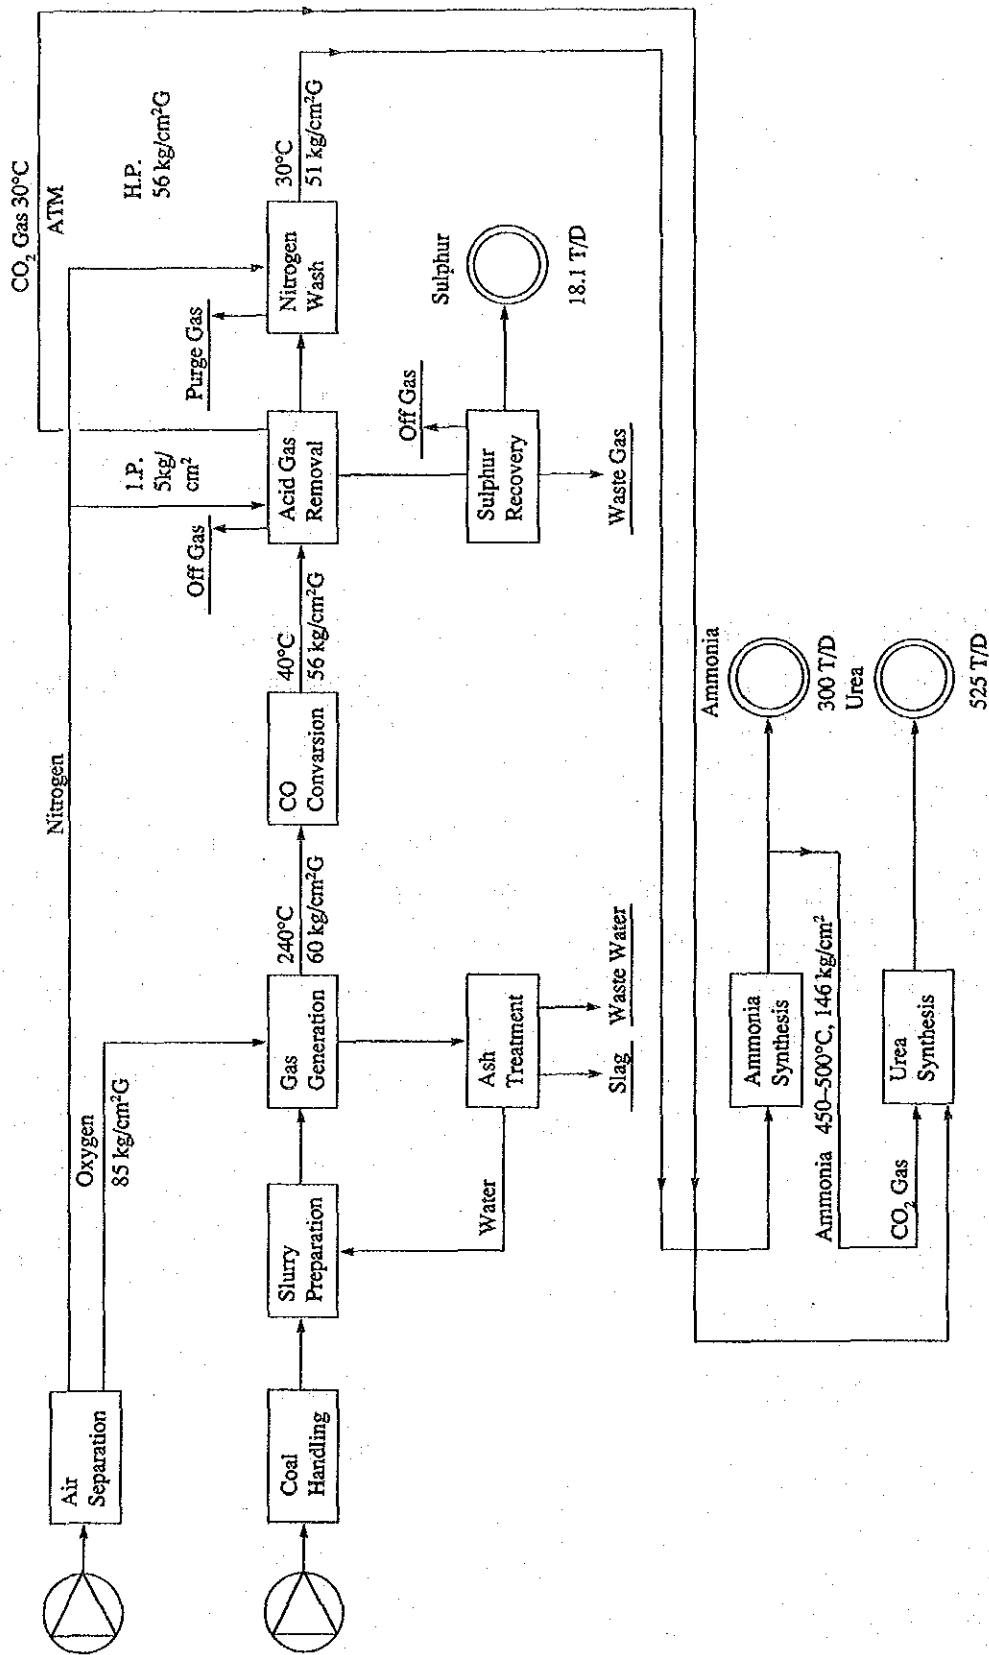 Air
Separation
Nitrogen
Oxygen
85 kg/cm²G
CO₂ Gas 30°C
ATM
H.P.
56 kg/cm²G
I.P.
5kg/
cm²
Off Gas
Purge Gas
Coal
Handling
Slurry
Preparation
Gas
Generation
240°C
60 kg/cm²G
CO
Convarsion
40°C
56 kg/cm²G
Acid Gas
Removal
Nitrogen
Wash
30°C
51 kg/cm²G
Water
Ash
Treatment
Slag
Waste Water
Off Gas
Sulphur
Recovery
Waste Gas
Sulphur
18.1 T/D
Ammonia
Synthesis
Ammonia
300 T/D
Ammonia 450–500°C, 146 kg/cm²
CO₂ Gas
Urea
Synthesis
Urea
525 T/D